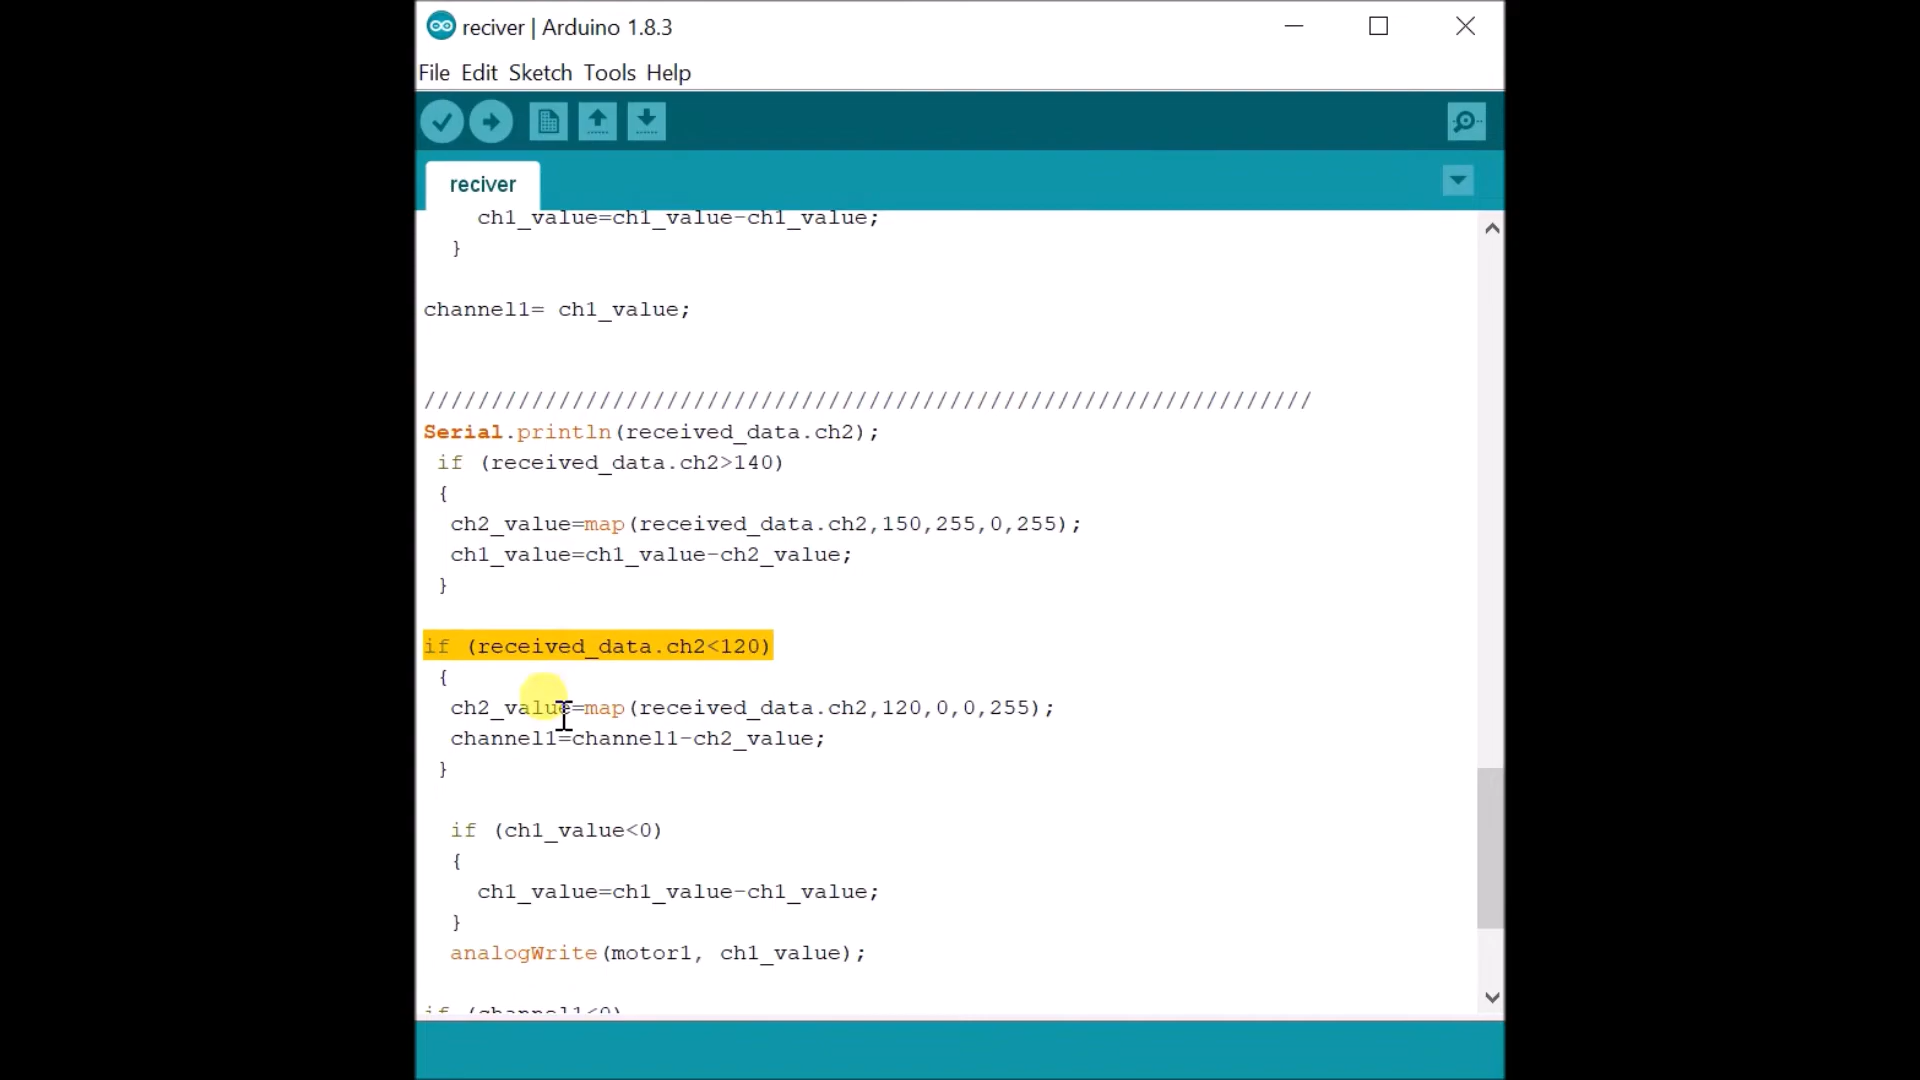 reciver | Arduino 1.8.3
File Edit Sketch Tools Help
reciver
ch1_value=ch1_value-ch1_value;
}
channel1= ch1_value;
//////////////////////////////////////////////////////////////////
Serial.println(received_data.ch2);
if (received_data.ch2>140)
{
ch2_value=map(received_data.ch2,150,255,0,255);
ch1_value=ch1_value-ch2_value;
}
if (received_data.ch2<120)
{
ch2_value=map(received_data.ch2,120,0,0,255);
channel1=channel1-ch2_value;
}
if (ch1_value<0)
{
ch1_value=ch1_value-ch1_value;
}
analogWrite(motor1, ch1_value);
if (channel1<0)